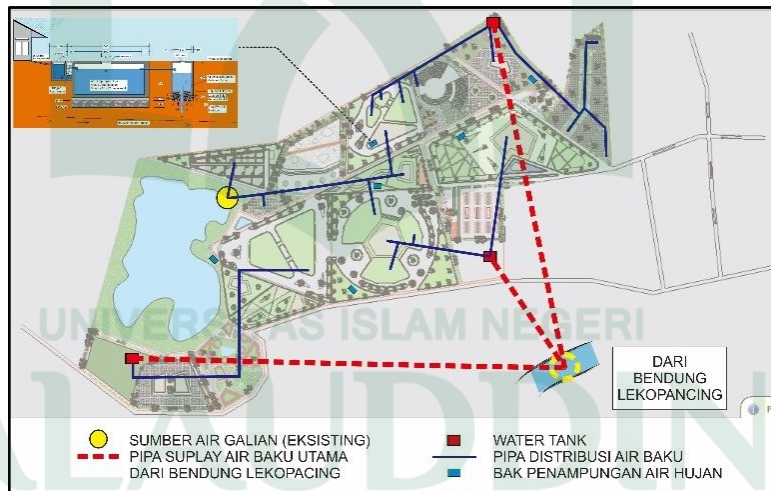 UNIVERSITAS ISLAM NEGERI
ALAUDDIN
DARI
BENDUNG
LEKOPANCING
SUMBER AIR GALIAN (EKSISTING)
PIPA SUPLAY AIR BAKU UTAMA
DARI BENDUNG LEKOPACING
WATER TANK
PIPA DISTRIBUSI AIR BAKU
BAK PENAMPUNGAN AIR HUJAN